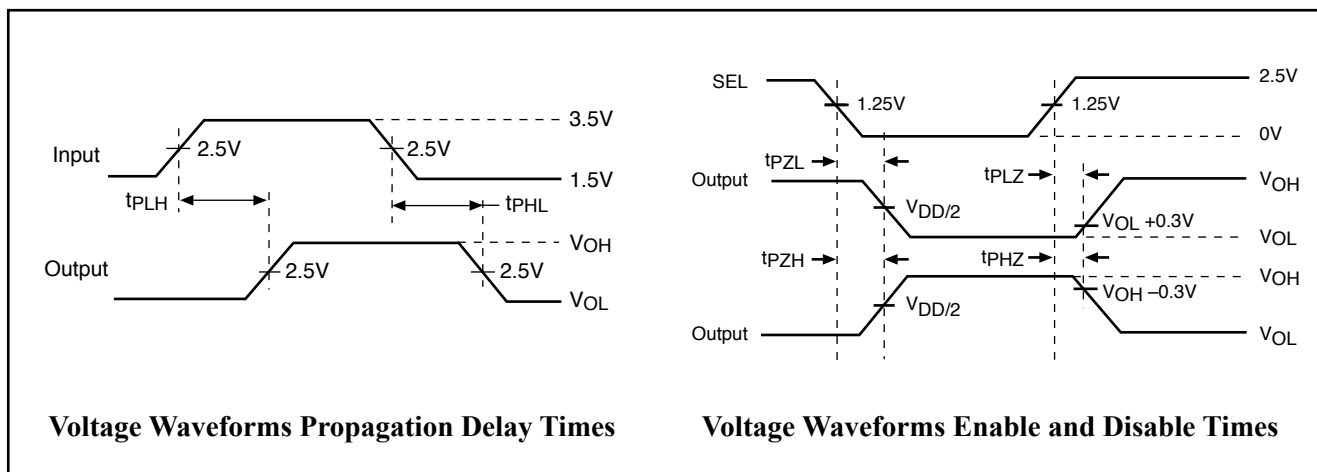 3.5V
Input
2.5V
2.5V
1.5V
tPLH
tPHL
VOH
Output
2.5V
2.5V
VOL
Voltage Waveforms Propagation Delay Times
SEL
2.5V
1.25V
1.25V
0V
tPZL
tPLZ
Output
VOH
VDD/2
VOL +0.3V
VOL
tPZH
tPHZ
VOH
VDD/2
VOH –0.3V
Output
VOL
Voltage Waveforms Enable and Disable Times